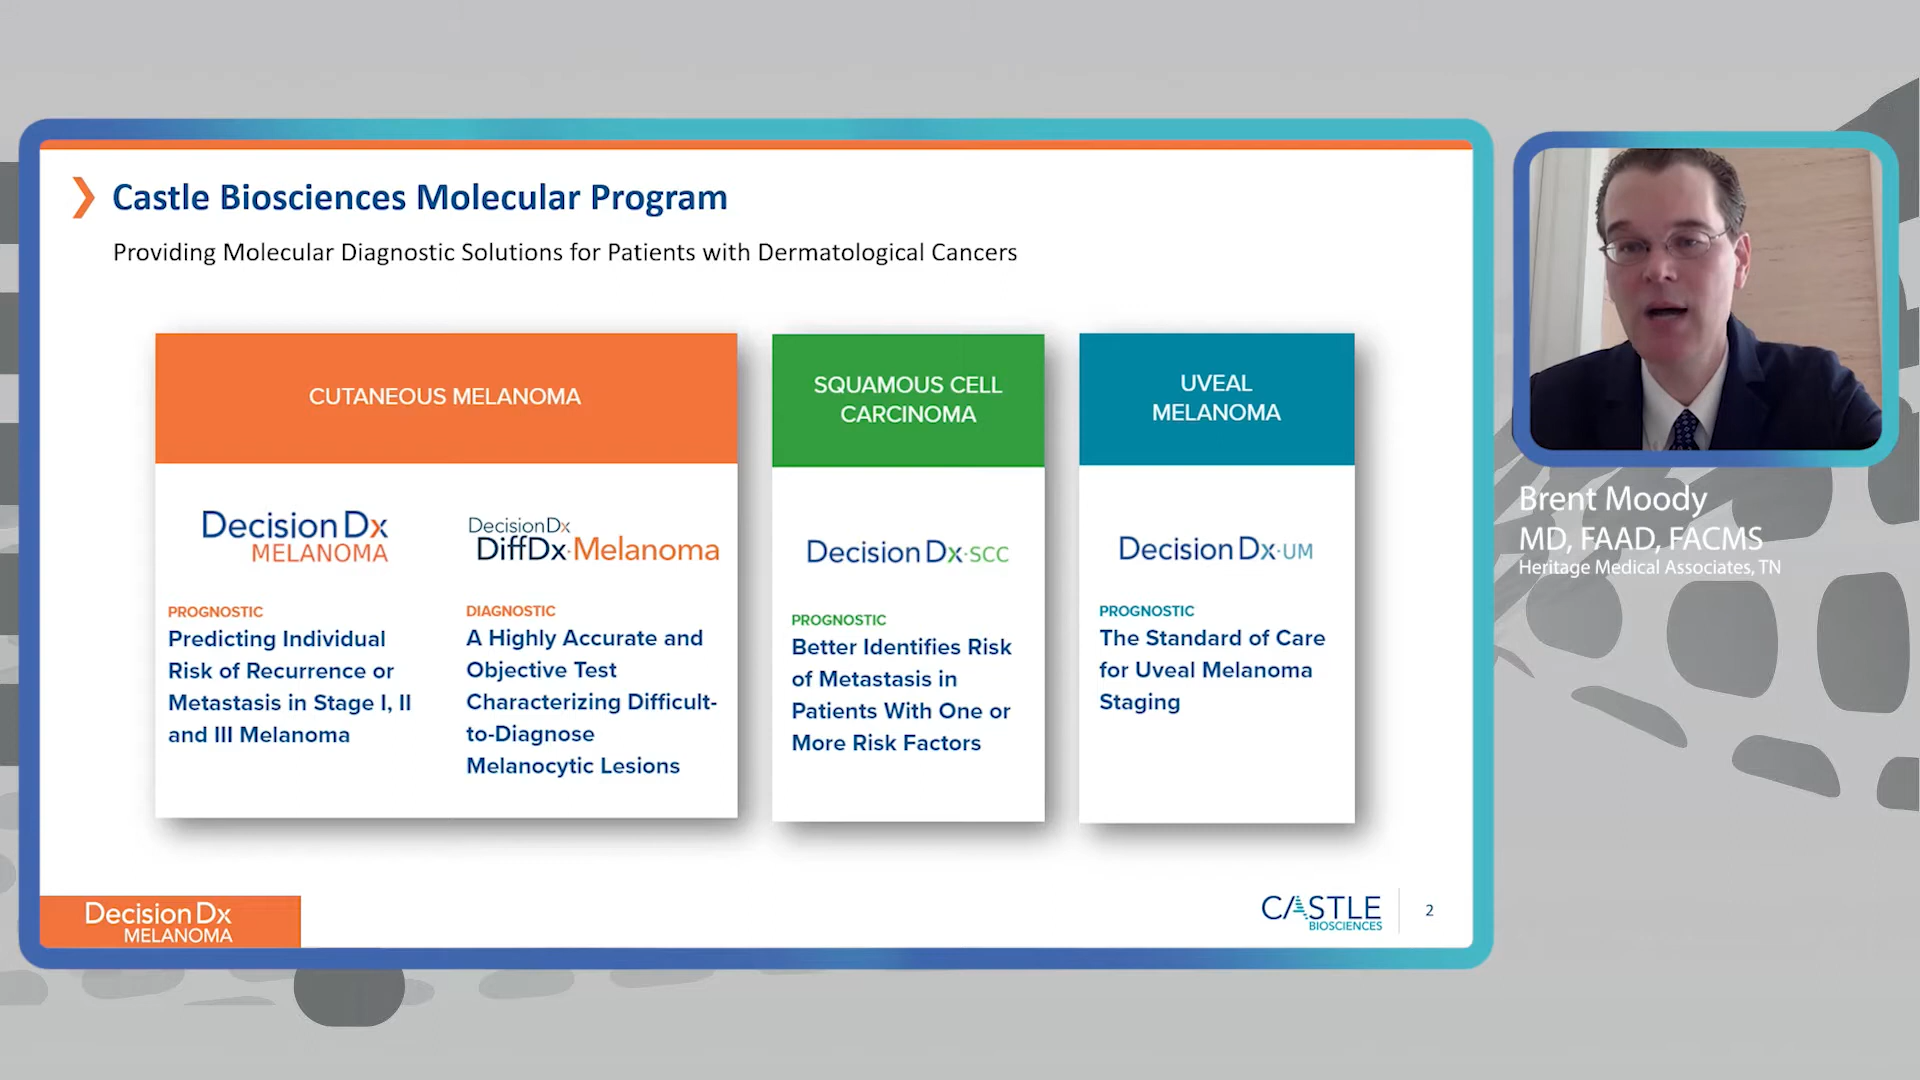 Castle Biosciences Molecular Program
Providing Molecular Diagnostic Solutions for Patients with Dermatological Cancers
CUTANEOUS MELANOMA
DecisionDx
MELANOMA
PROGNOSTIC
Predicting Individual
Risk of Recurrence or
Metastasis in Stage I, II
and III Melanoma
DecisionDx
DiffDx·Melanoma
DIAGNOSTIC
A Highly Accurate and
Objective Test
Characterizing Difficult-
to-Diagnose
Melanocytic Lesions
SQUAMOUS CELL
CARCINOMA
DecisionDx·SCC
PROGNOSTIC
Better Identifies Risk
of Metastasis in
Patients With One or
More Risk Factors
UVEAL
MELANOMA
DecisionDx·UM
PROGNOSTIC
The Standard of Care
for Uveal Melanoma
Staging
DecisionDx
MELANOMA
CASTLE
BIOSCIENCES
2
Brent Moody
MD, FAAD, FACMS
Heritage Medical Associates, TN